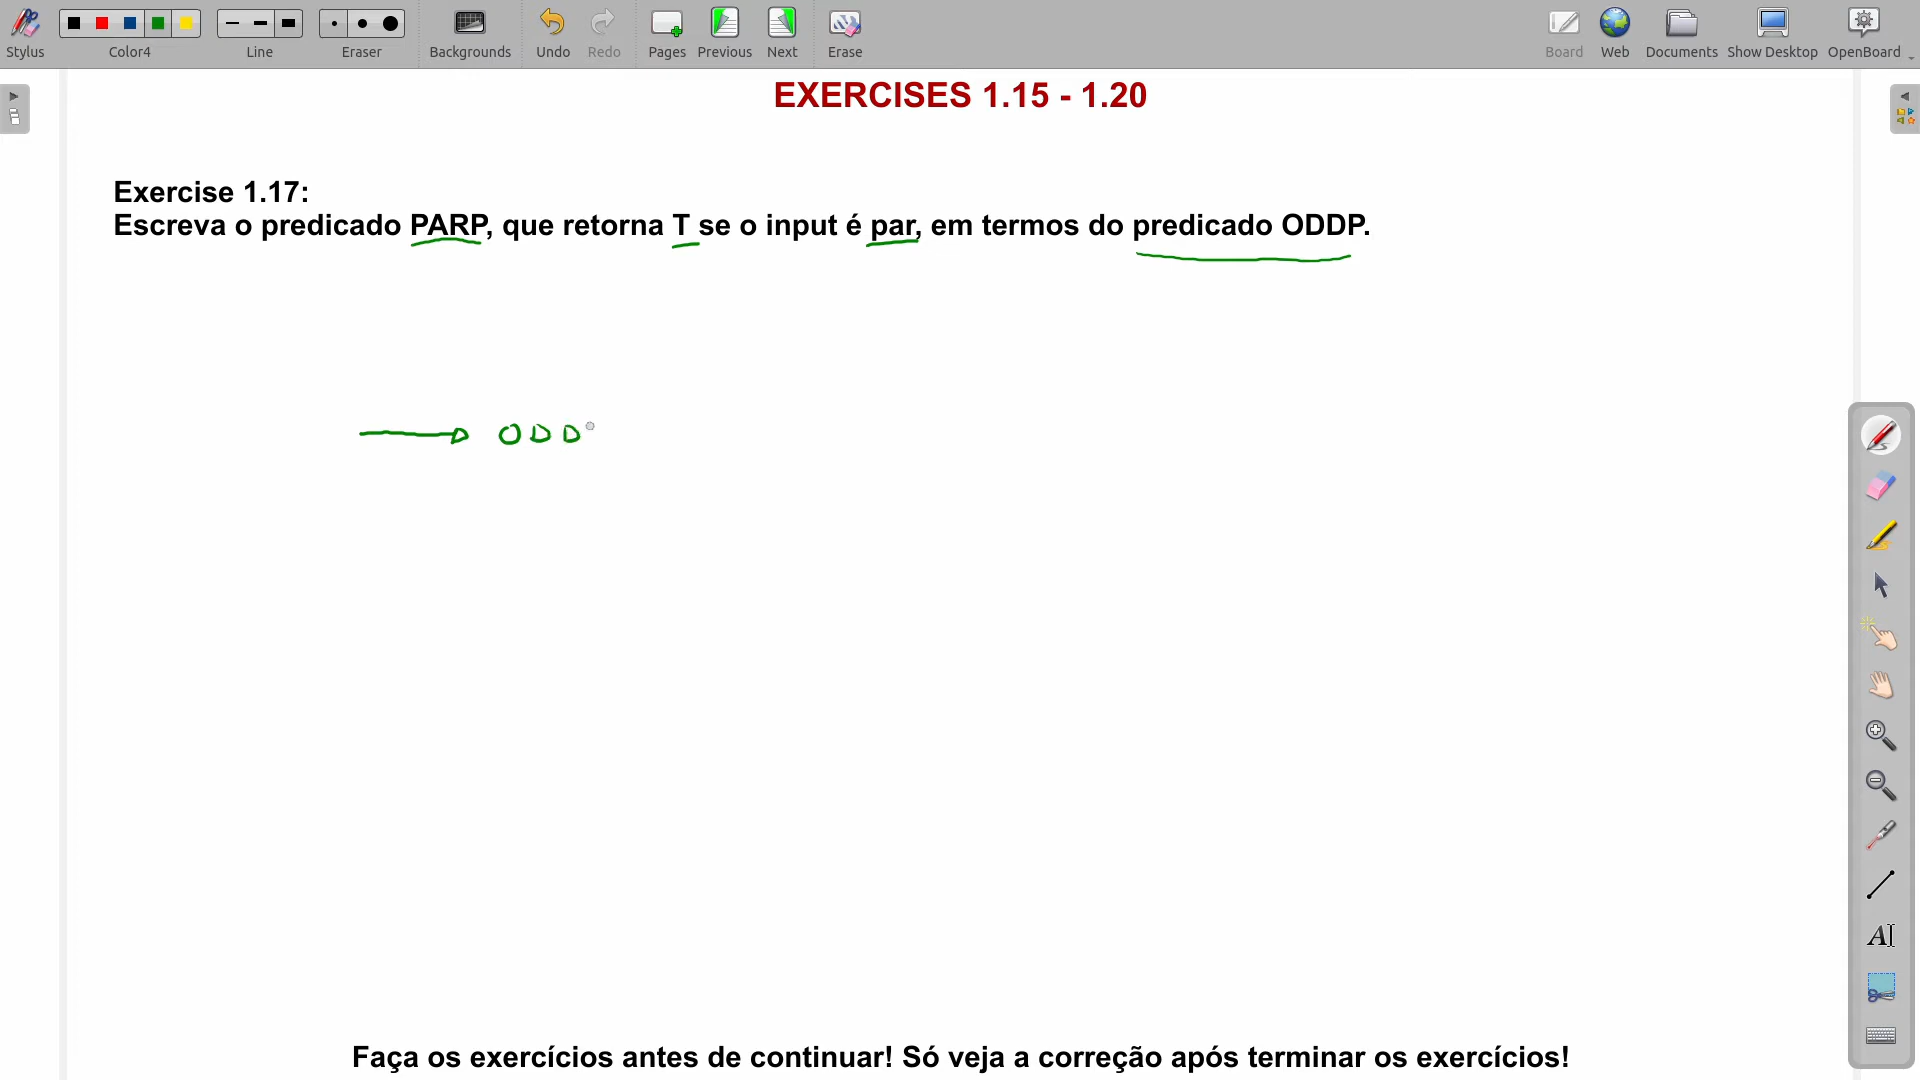 Stylus
Color4
Line
Eraser
Backgrounds
Undo
Redo
Pages
Previous
Next
Erase
Board
Web
Documents
Show Desktop
OpenBoard
EXERCISES 1.15 - 1.20
Exercise 1.17:
Escreva o predicado PARP, que retorna T se o input é par, em termos do predicado ODDP.
ODD
Faça os exercícios antes de continuar! Só veja a correção após terminar os exercícios!